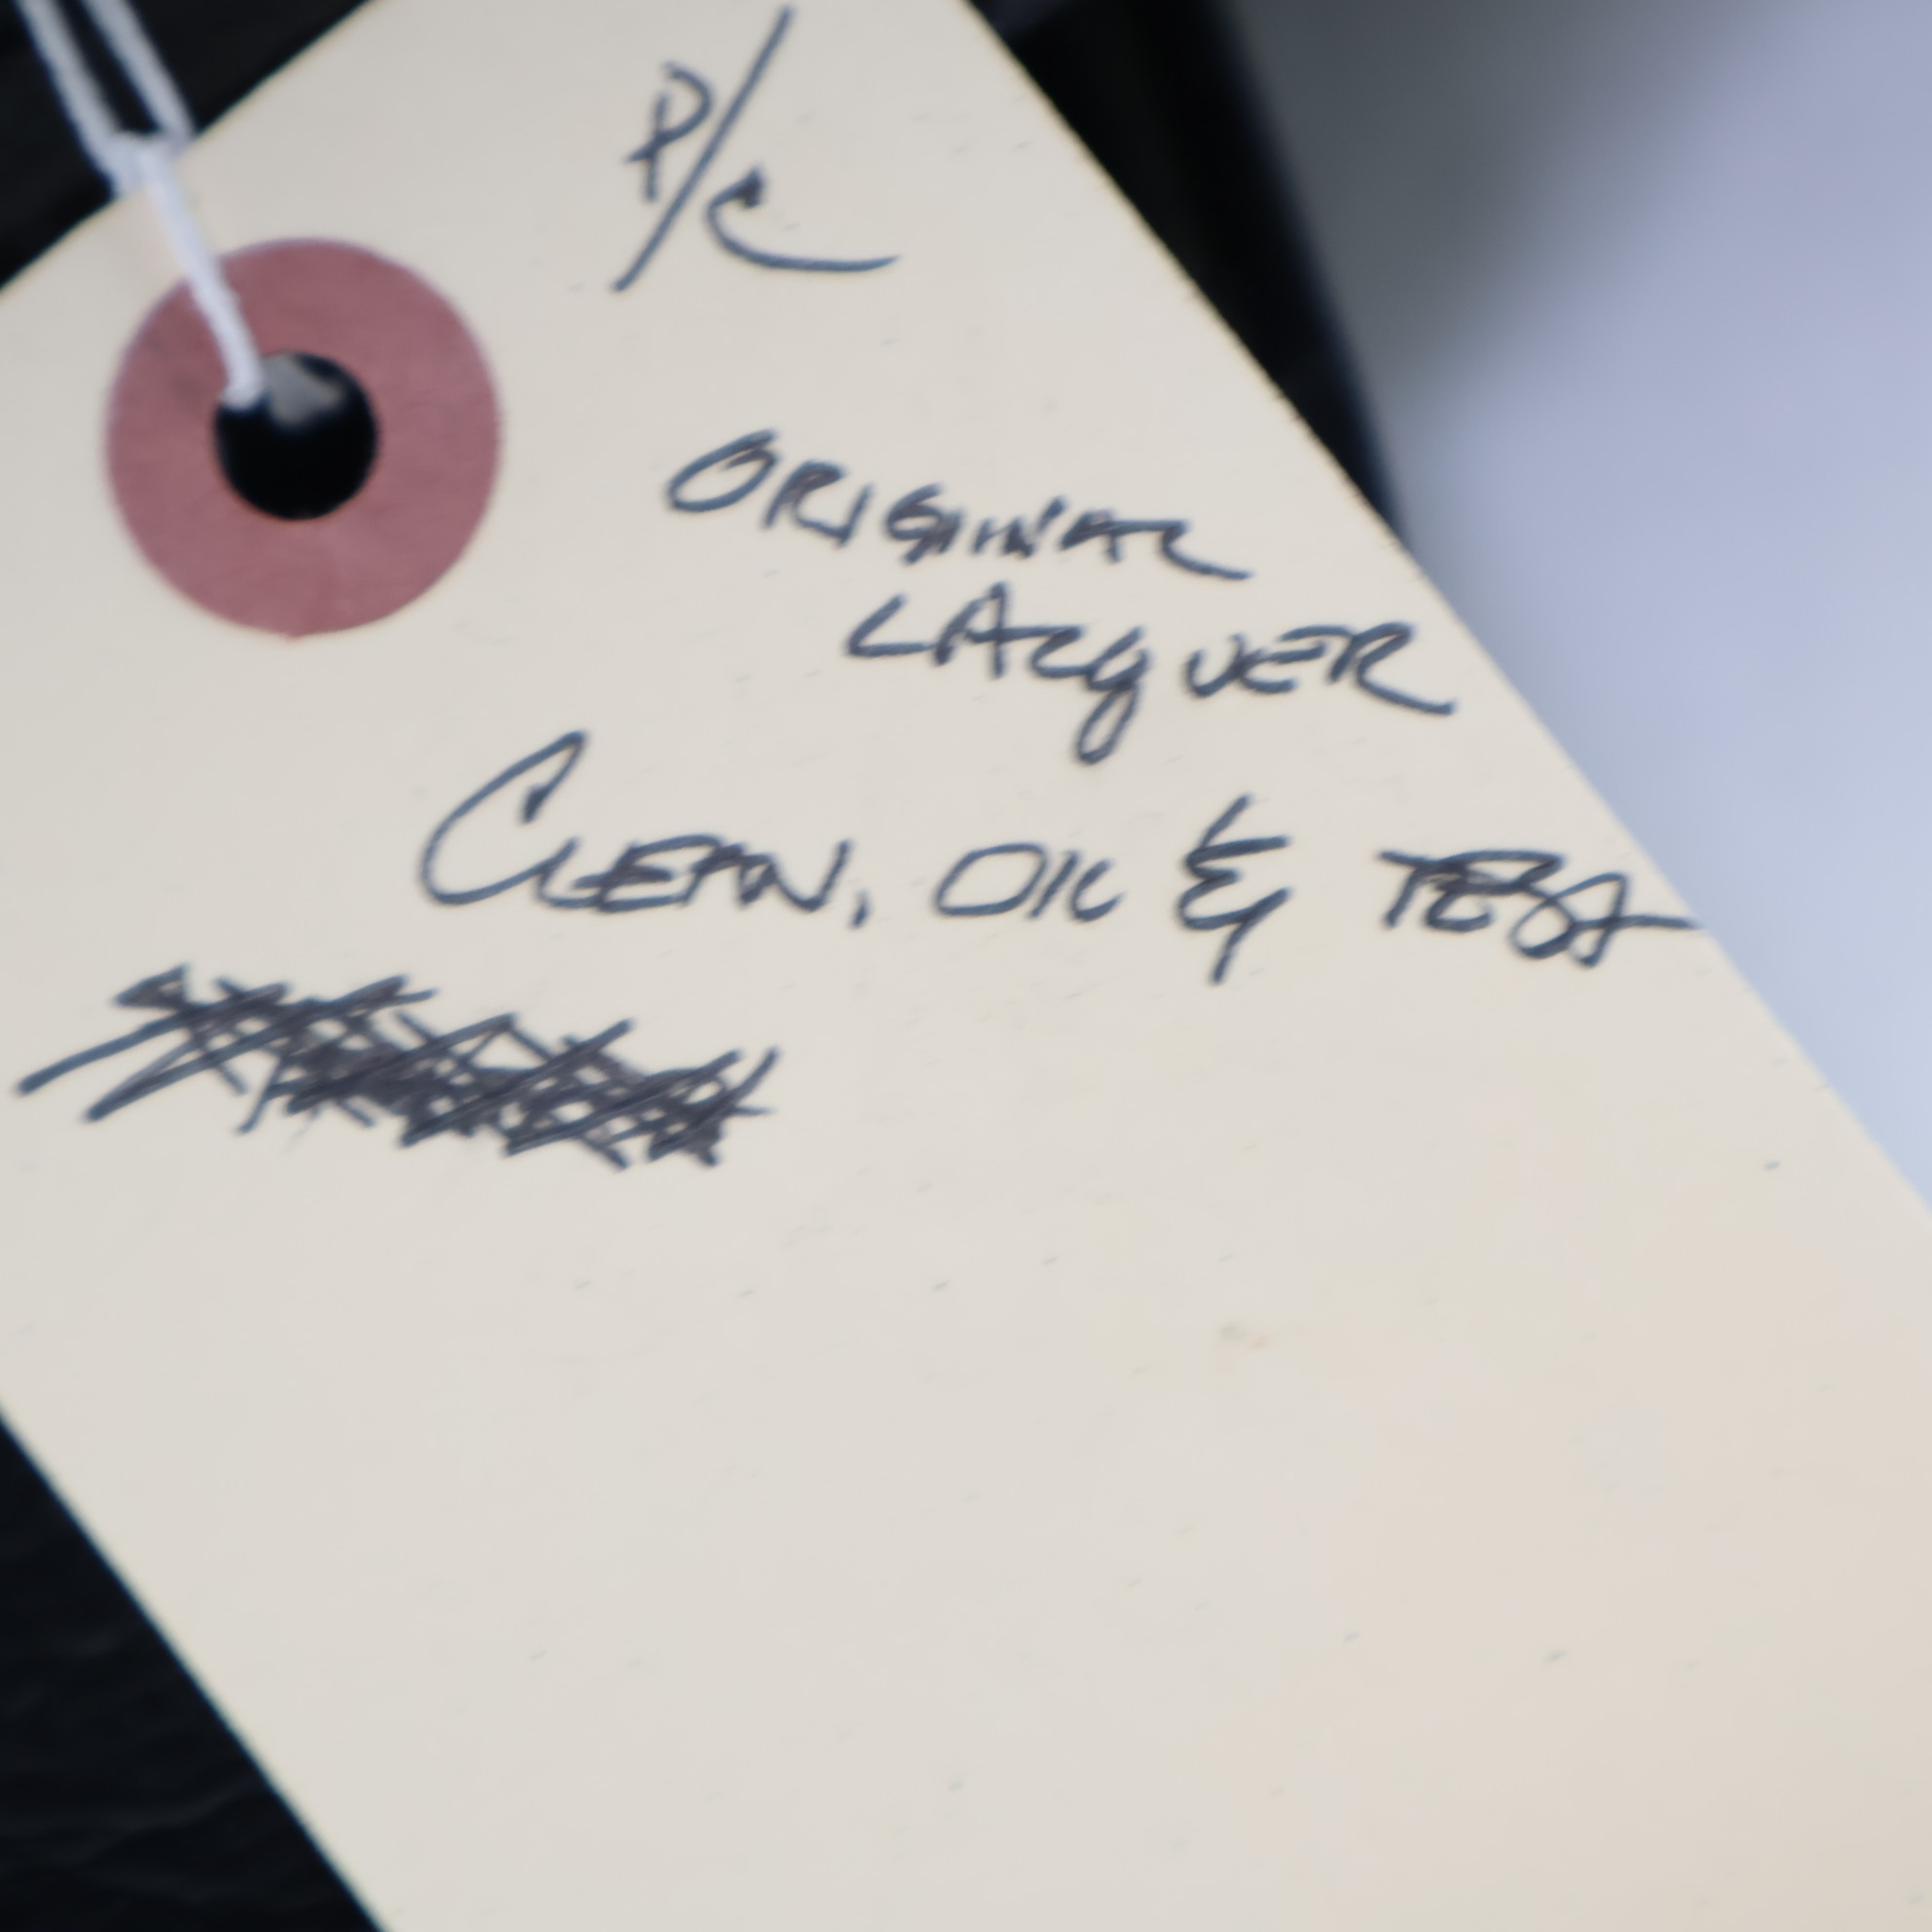 P/C
ORIGINAL
LACQUER
CLEAN, OIL & TEST